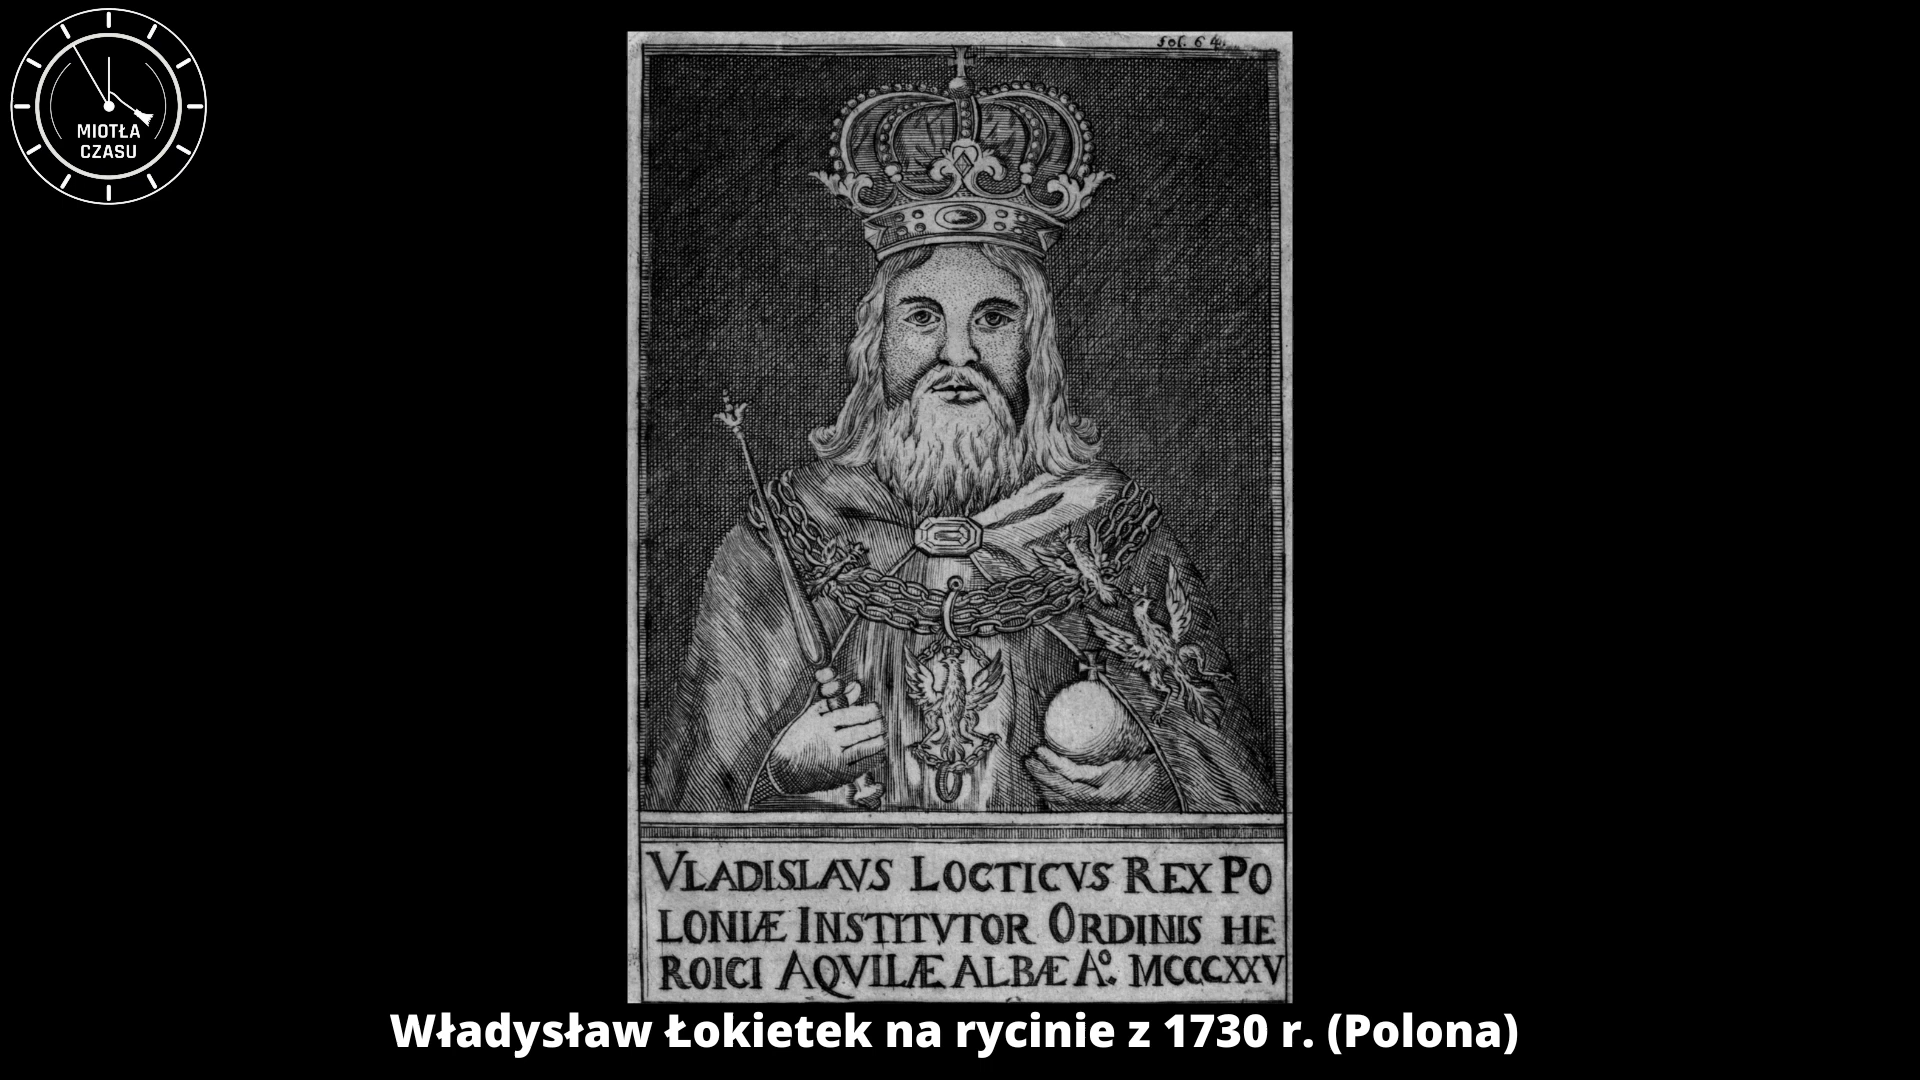 MIOTŁA
CZASU
fol. 64.
VLADISLAVS LOCTICVS REX PO
LONIÆ INSTITVTOR ORDINIS HE
ROICI AQVILÆ ALBÆ Aº. MCCCXXV
Władysław Łokietek na rycinie z 1730 r. (Polona)